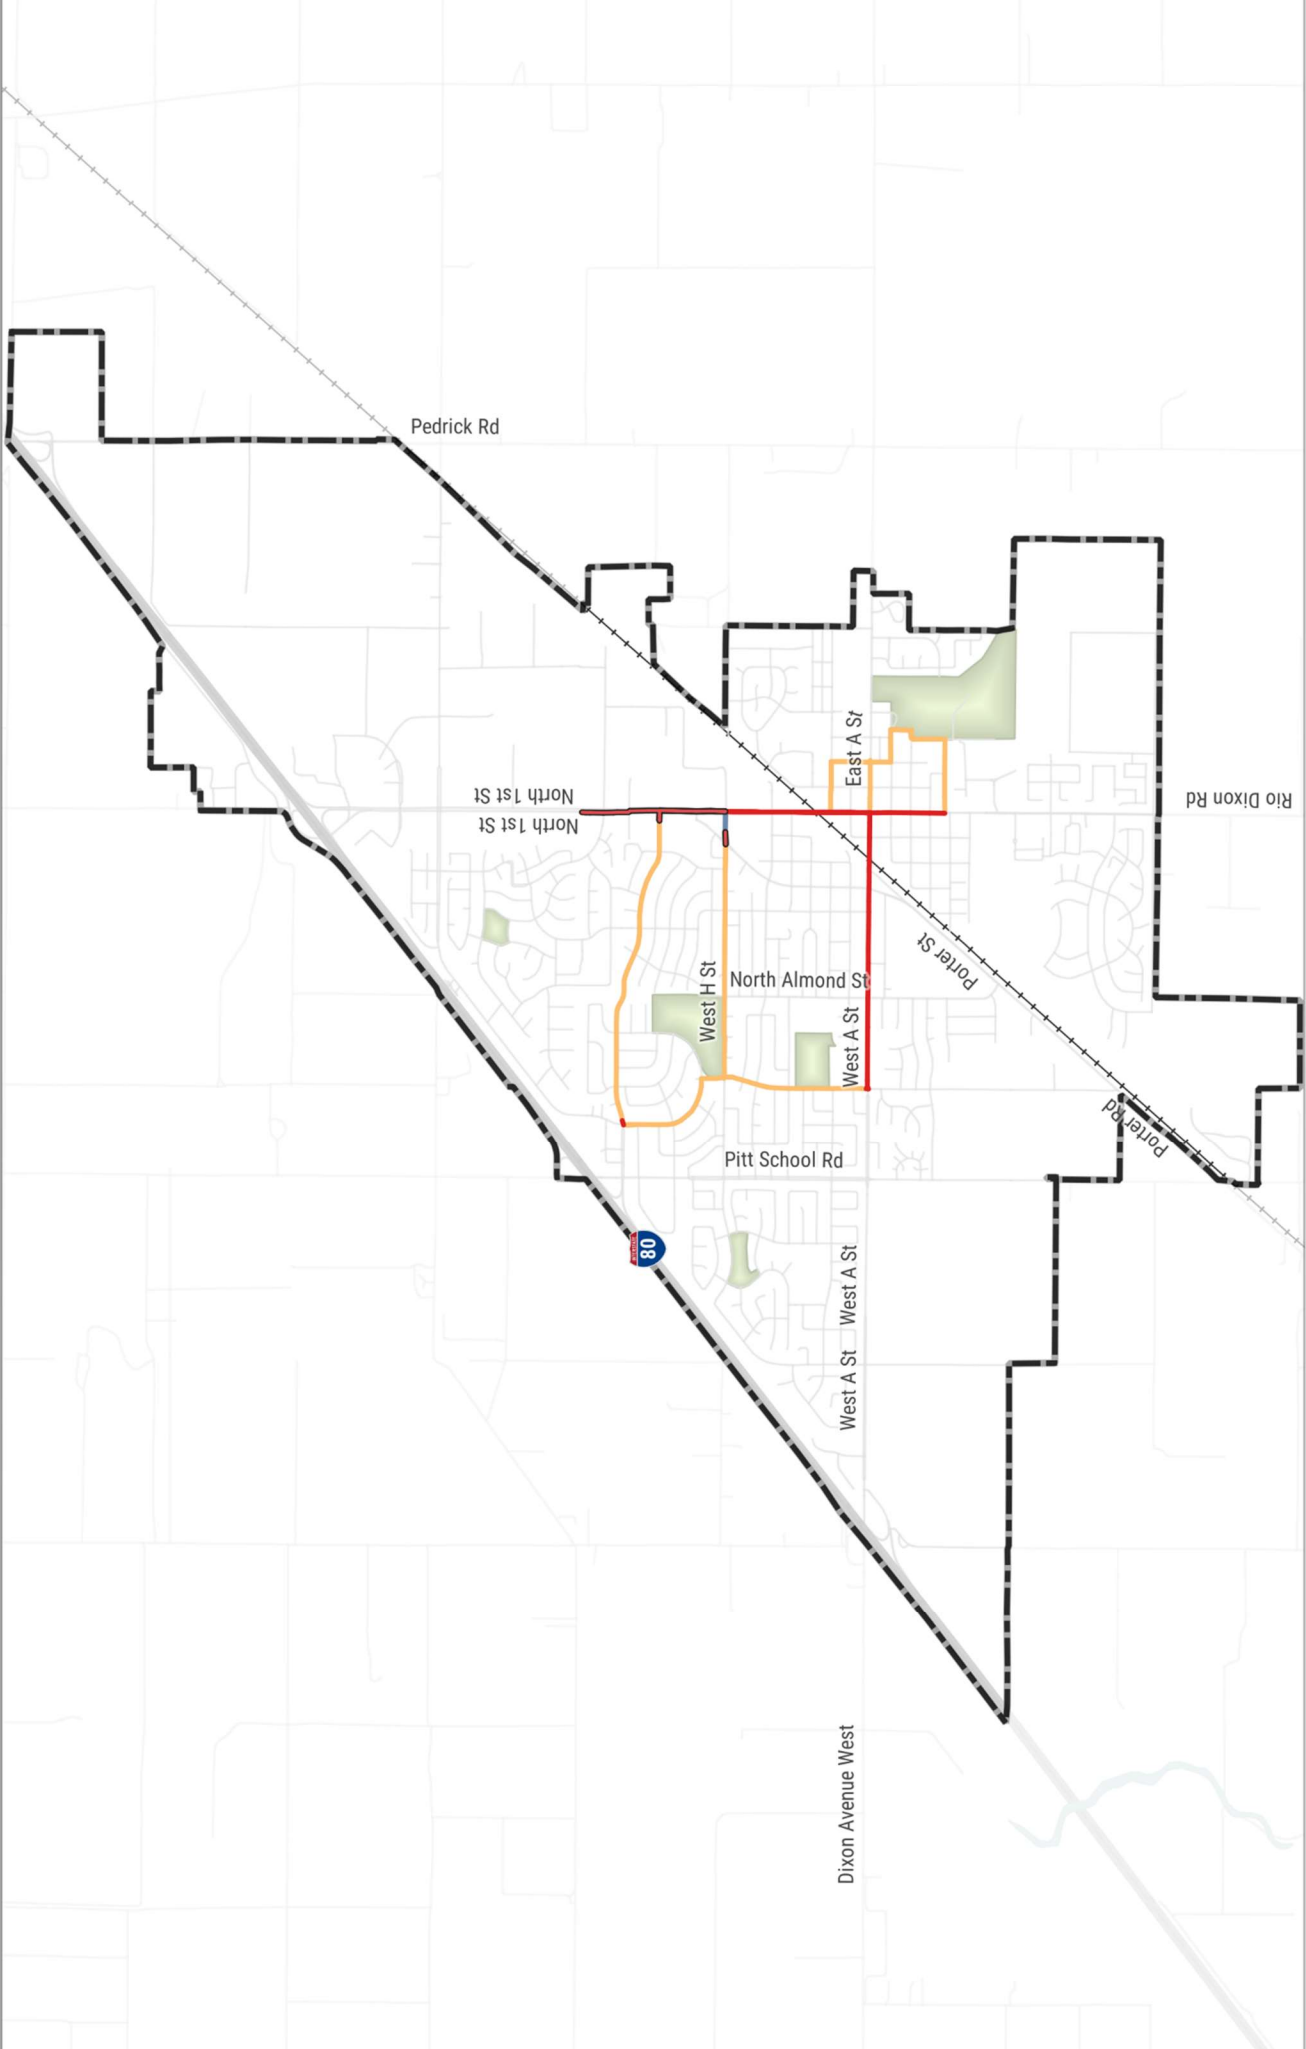 Pedrick Rd
East A St
North 1st St
North 1st St
Rio Dixon Rd
Porter St
North Almond St
West H St
West A St
Porter Rd
Pitt School Rd
80
West A St
West A St
Dixon Avenue West